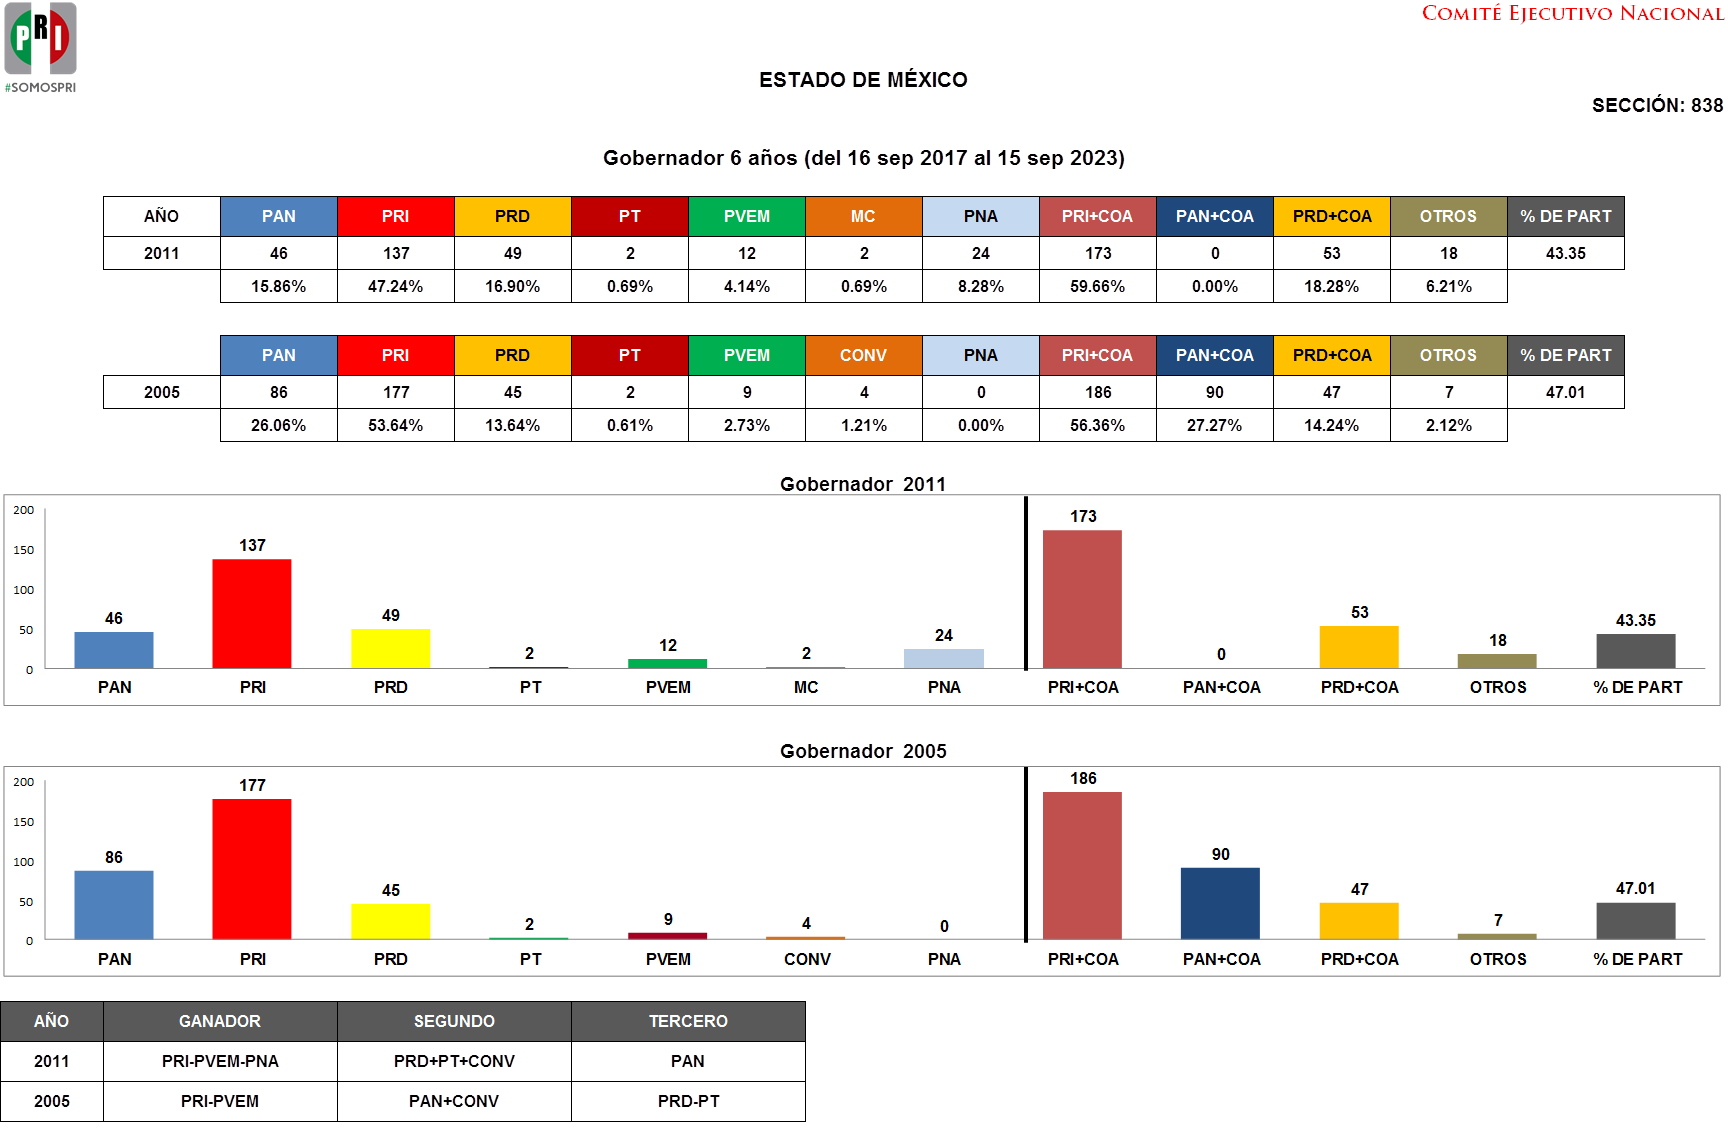 PRI
#SOMOSPRI
COMITÉ EJECUTIVO NACIONAL
ESTADO DE MÉXICO
SECCIÓN: 838
Gobernador 6 años (del 16 sep 2017 al 15 sep 2023)
AÑO PAN PRI PRD PT PVEM MC PNA PRI+COA PAN+COA PRD+COA OTROS % DE PART
2011 46 137 49 2 12 2 24 173 0 53 18 43.35
15.86% 47.24% 16.90% 0.69% 4.14% 0.69% 8.28% 59.66% 0.00% 18.28% 6.21%
PAN PRI PRD PT PVEM CONV PNA PRI+COA PAN+COA PRD+COA OTROS % DE PART
2005 86 177 45 2 9 4 0 186 90 47 7 47.01
26.06% 53.64% 13.64% 0.61% 2.73% 1.21% 0.00% 56.36% 27.27% 14.24% 2.12%
Gobernador 2011
200
150
100
50
0
46 137 49 2 12 2 24 173 0 53 18 43.35
PAN PRI PRD PT PVEM MC PNA PRI+COA PAN+COA PRD+COA OTROS % DE PART
Gobernador 2005
200
150
100
50
0
86 177 45 2 9 4 0 186 90 47 7 47.01
PAN PRI PRD PT PVEM CONV PNA PRI+COA PAN+COA PRD+COA OTROS % DE PART
AÑO GANADOR SEGUNDO TERCERO
2011 PRI-PVEM-PNA PRD+PT+CONV PAN
2005 PRI-PVEM PAN+CONV PRD-PT